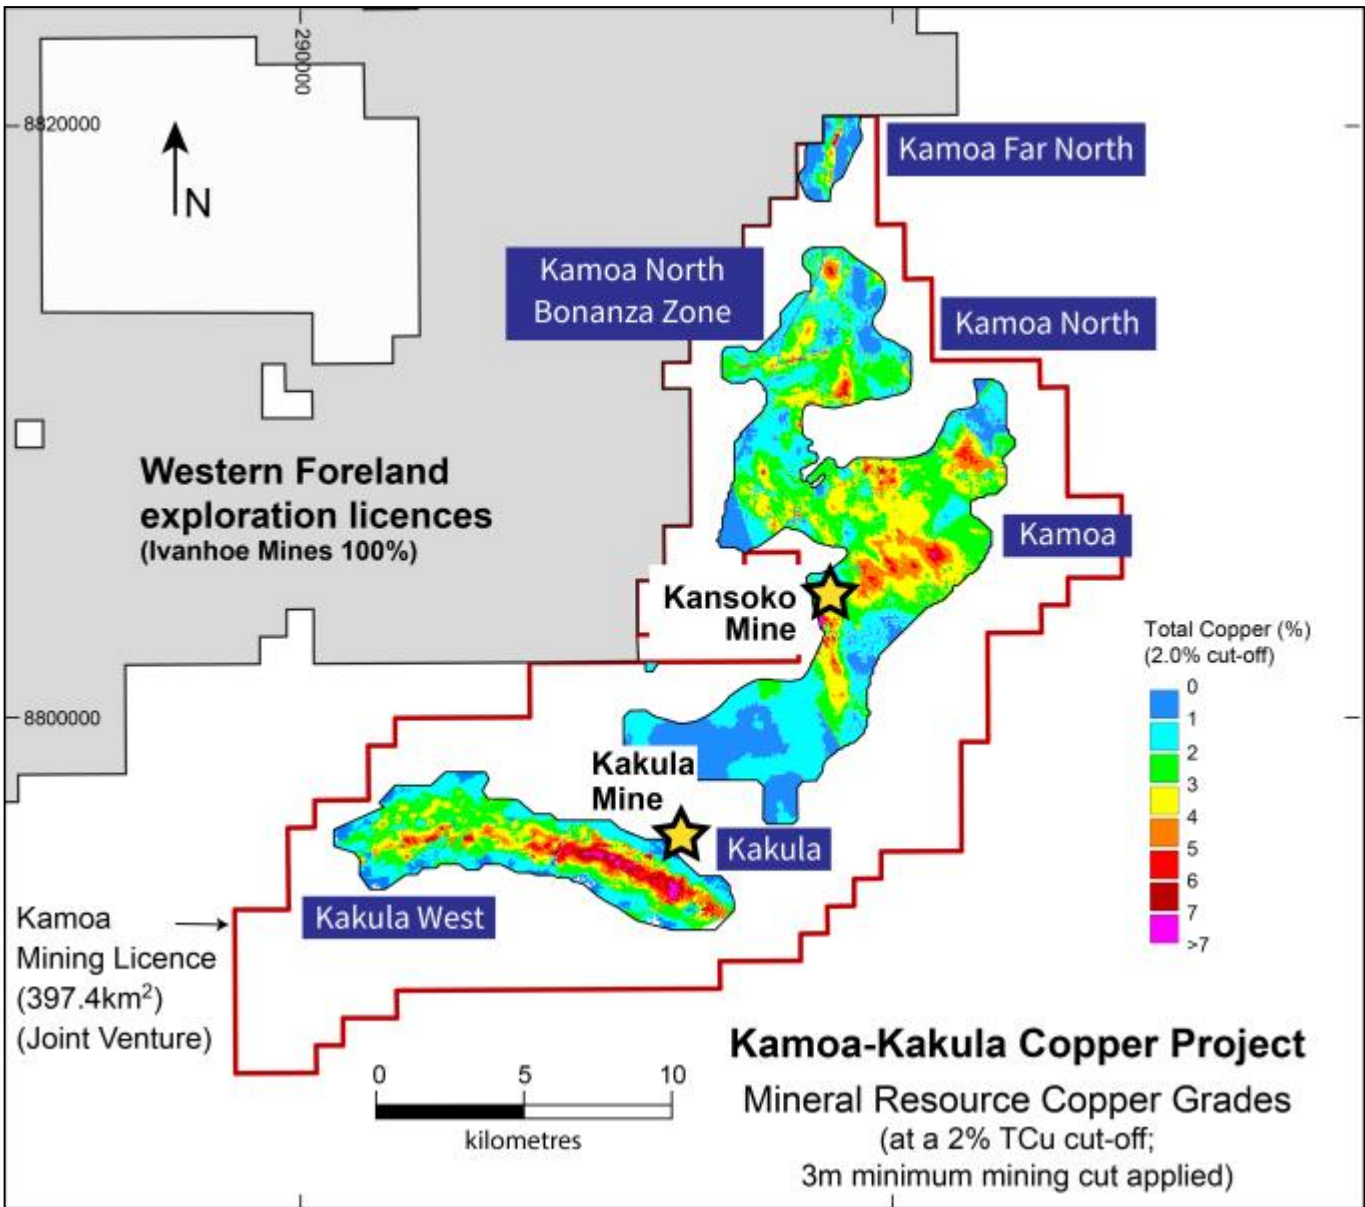 290000
8820000
N
Kamoa Far North
Kamoa North
Bonanza Zone
Kamoa North
Western Foreland
exploration licences
(Ivanhoe Mines 100%)
Kamoa
Kansoko
Mine
Total Copper (%)
(2.0% cut-off)
0
1
2
3
4
5
6
7
>7
8800000
Kakula
Mine
Kakula
Kakula West
Kamoa
Mining Licence
(397.4km²)
(Joint Venture)
0 5 10
kilometres
Kamoa-Kakula Copper Project
Mineral Resource Copper Grades
(at a 2% TCu cut-off;
3m minimum mining cut applied)